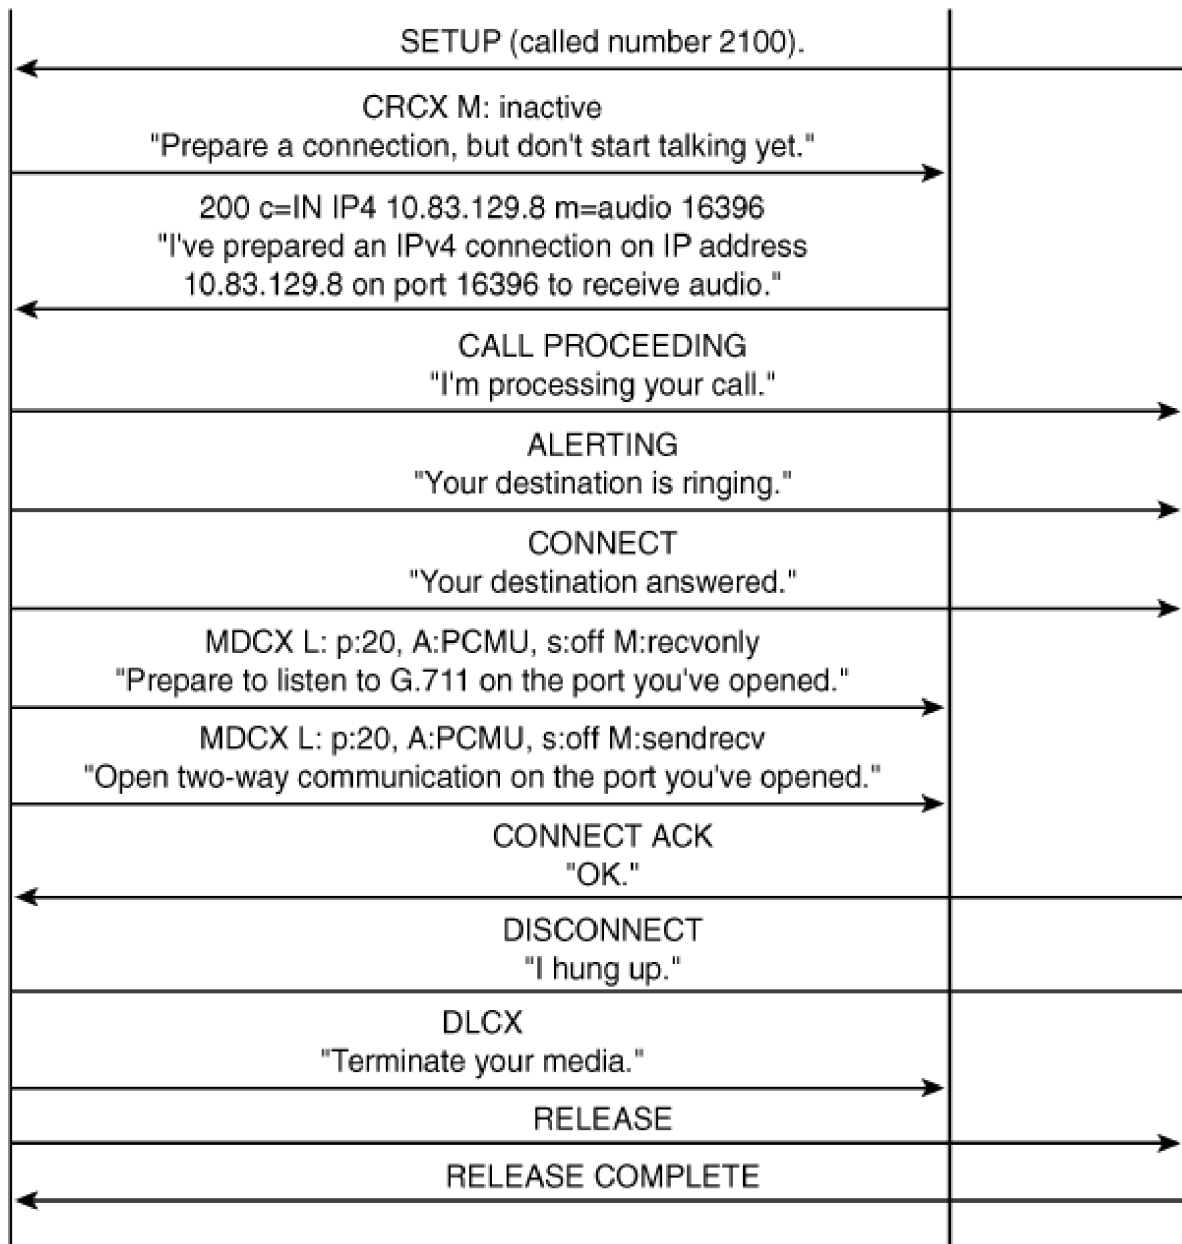 SETUP (called number 2100).
CRCX M: inactive
"Prepare a connection, but don't start talking yet."
200 c=IN IP4 10.83.129.8 m=audio 16396
"I've prepared an IPv4 connection on IP address
10.83.129.8 on port 16396 to receive audio."
CALL PROCEEDING
"I'm processing your call."
ALERTING
"Your destination is ringing."
CONNECT
"Your destination answered."
MDCX L: p:20, A:PCMU, s:off M:recvonly
"Prepare to listen to G.711 on the port you've opened."
MDCX L: p:20, A:PCMU, s:off M:sendrecv
"Open two-way communication on the port you've opened."
CONNECT ACK
"OK."
DISCONNECT
"I hung up."
DLCX
"Terminate your media."
RELEASE
RELEASE COMPLETE